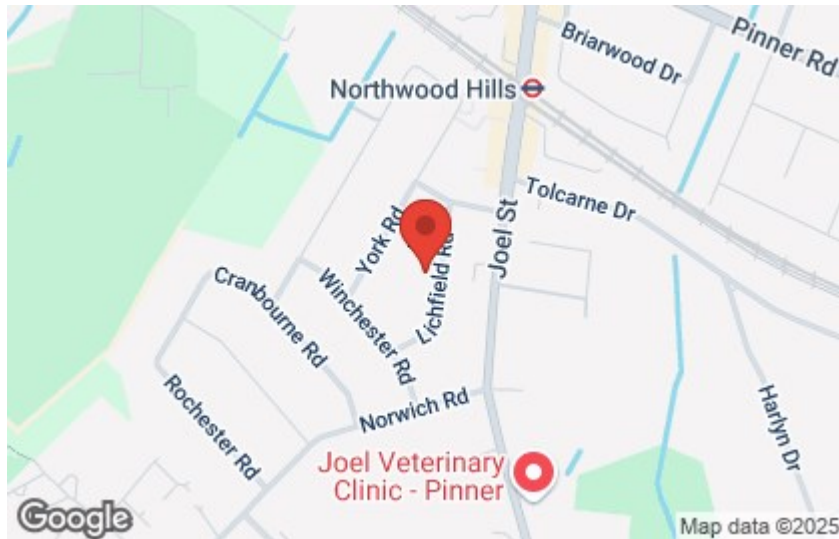 Pinner Rd
Briarwood Dr
Northwood Hills
Tolcarne Dr
York Rd
Lichfield Rd
Joel St
Cranbourne Rd
Winchester Rd
Rochester Rd
Norwich Rd
Harlyn Dr
Joel Veterinary
Clinic - Pinner
Google
Map data ©2025